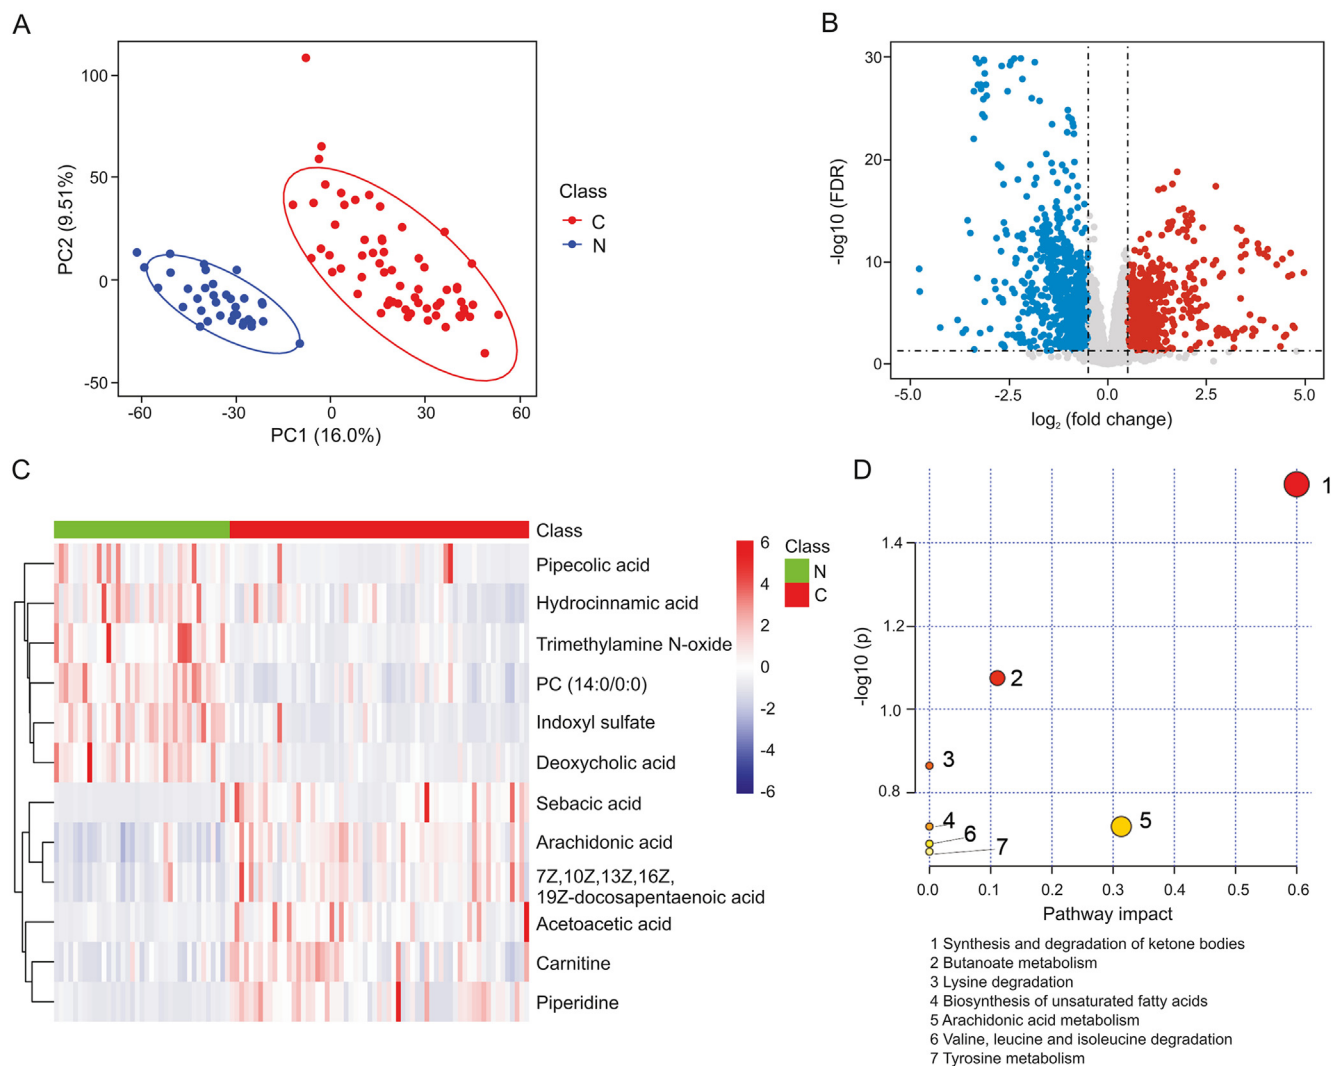 A
100
50
0
-50
PC2 (9.51%)
-60
-30
0
30
60
PC1 (16.0%)
Class
C
N
B
30
20
10
0
-log10 (FDR)
-5.0
-2.5
0.0
2.5
5.0
log₂ (fold change)
C
Class
Pipecolic acid
Hydrocinnamic acid
Trimethylamine N-oxide
PC (14:0/0:0)
Indoxyl sulfate
Deoxycholic acid
Sebacic acid
Arachidonic acid
7Z,10Z,13Z,16Z,
19Z-docosapentaenoic acid
Acetoacetic acid
Carnitine
Piperidine
6
4
2
0
-2
-4
-6
Class
N
C
D
1.4
1.2
1.0
0.8
-log10 (p)
1
2
3
4
5
6
7
0.0
0.1
0.2
0.3
0.4
0.5
0.6
Pathway impact
1 Synthesis and degradation of ketone bodies
2 Butanoate metabolism
3 Lysine degradation
4 Biosynthesis of unsaturated fatty acids
5 Arachidonic acid metabolism
6 Valine, leucine and isoleucine degradation
7 Tyrosine metabolism